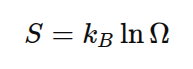 S = k_B ln Ω